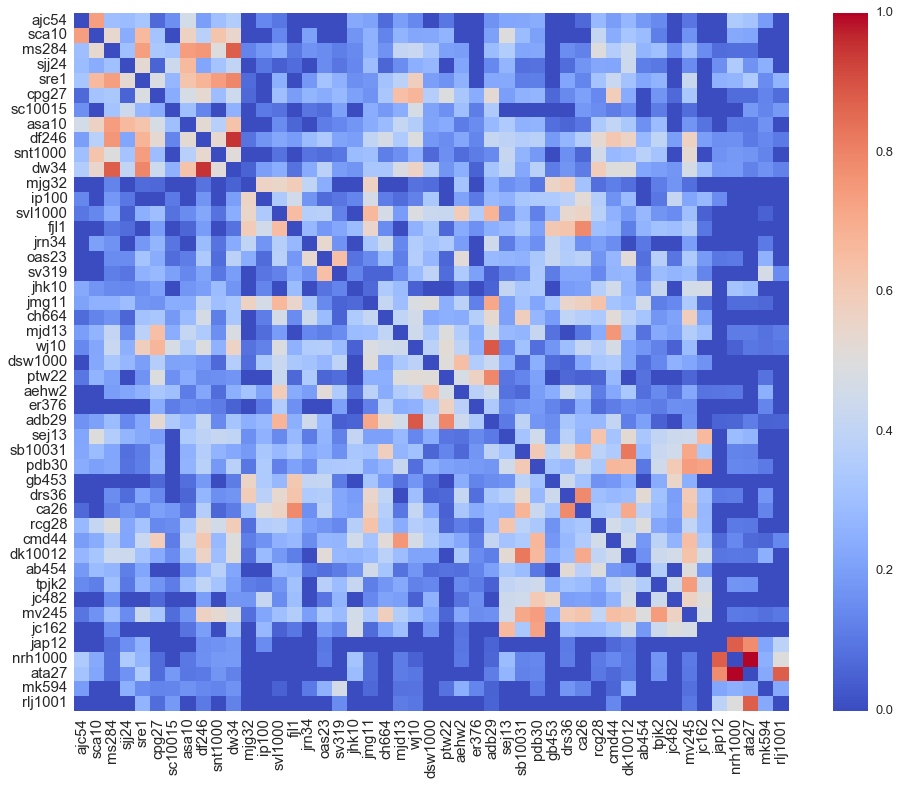 ajc54
sca10
ms284
sjj24
sre1
cpg27
sc10015
asa10
df246
snt1000
dw34
mjg32
ip100
svl1000
fjl1
jrn34
oas23
sv319
jhk10
jmg11
ch664
mjd13
wj10
dsw1000
ptw22
aehw2
er376
adb29
sej13
sb10031
pdb30
gb453
drs36
ca26
rcg28
cmd44
dk10012
ab454
tpjk2
jc482
mv245
jc162
jap12
nrh1000
ata27
mk594
rlj1001
ajc54
sca10
ms284
sjj24
sre1
cpg27
sc10015
asa10
df246
snt1000
dw34
mjg32
ip100
svl1000
fjl1
jrn34
oas23
sv319
jhk10
jmg11
ch664
mjd13
wj10
dsw1000
ptw22
aehw2
er376
adb29
sej13
sb10031
pdb30
gb453
drs36
ca26
rcg28
cmd44
dk10012
ab454
tpjk2
jc482
mv245
jc162
jap12
nrh1000
ata27
mk594
rlj1001
1.0
0.8
0.6
0.4
0.2
0.0